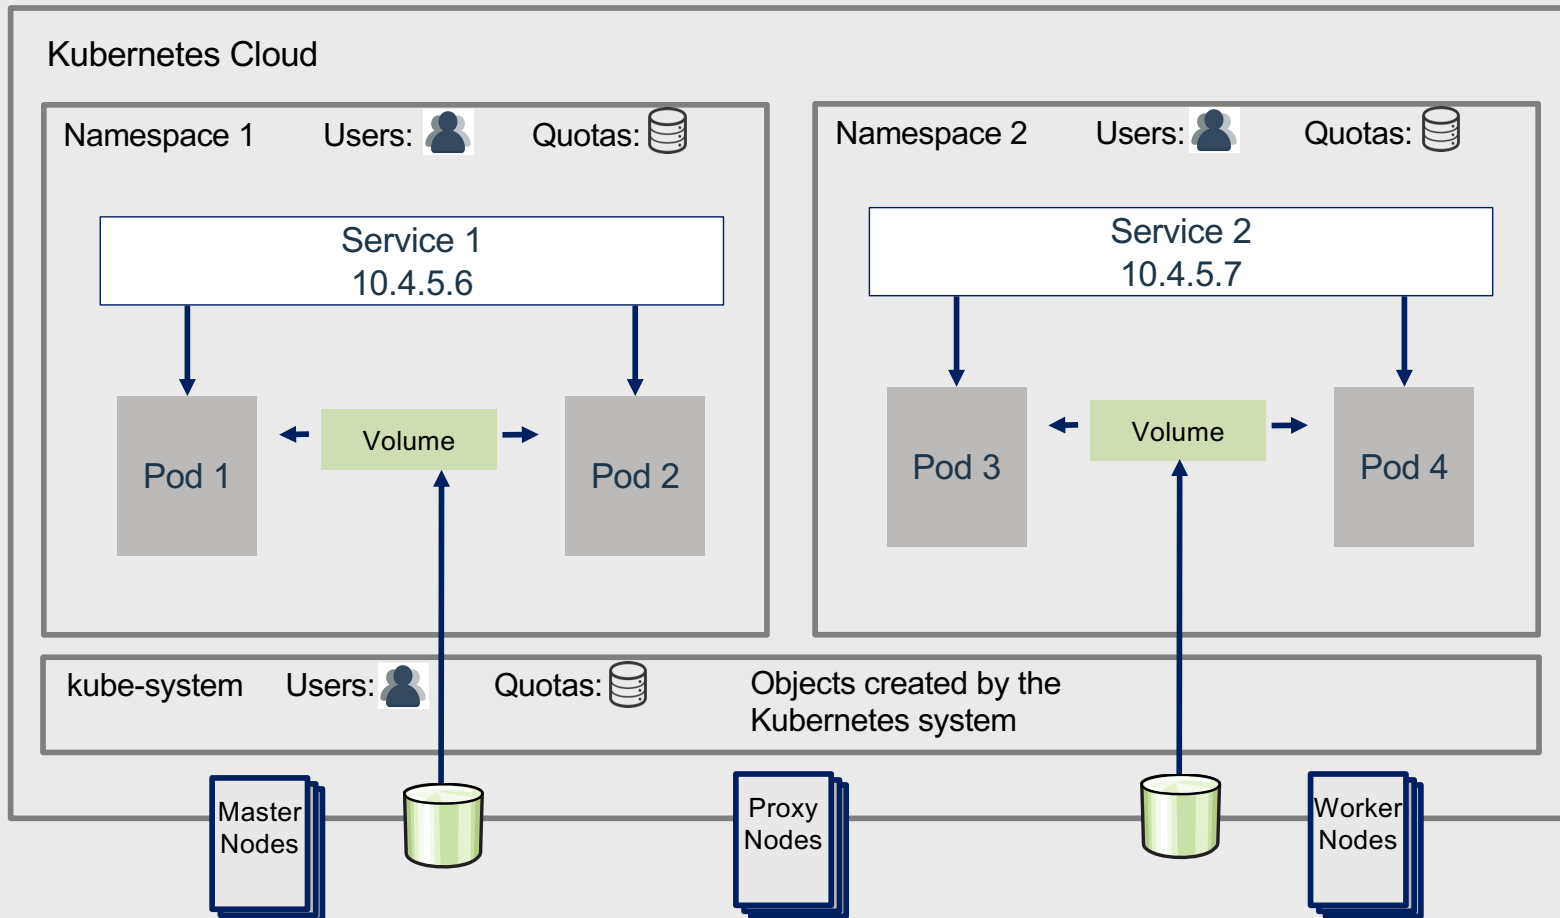 Kubernetes Cloud
Namespace 1 Users: Quotas:
Service 1
10.4.5.6
Pod 1
Volume
Pod 2
Namespace 2 Users: Quotas:
Service 2
10.4.5.7
Pod 3
Volume
Pod 4
kube-system Users: Quotas:
Objects created by the
Kubernetes system
Master
Nodes
Proxy
Nodes
Worker
Nodes